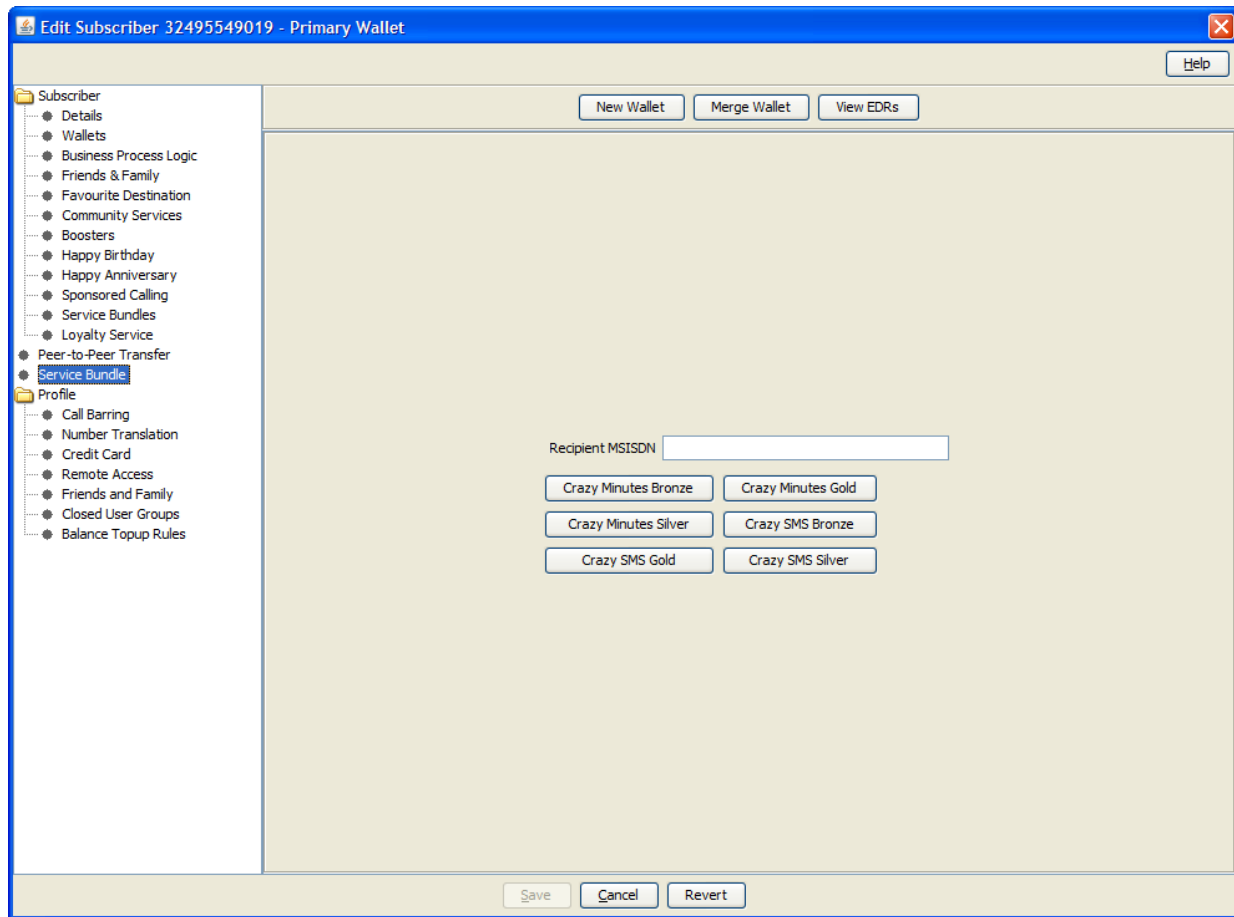 Edit Subscriber 32495549019 - Primary Wallet
Help
Subscriber
Details
Wallets
Business Process Logic
Friends & Family
Favourite Destination
Community Services
Boosters
Happy Birthday
Happy Anniversary
Sponsored Calling
Service Bundles
Loyalty Service
Peer-to-Peer Transfer
Service Bundle
Profile
Call Barring
Number Translation
Credit Card
Remote Access
Friends and Family
Closed User Groups
Balance Topup Rules
New Wallet Merge Wallet View EDRs
Recipient MSISDN
Crazy Minutes Bronze Crazy Minutes Gold
Crazy Minutes Silver Crazy SMS Bronze
Crazy SMS Gold Crazy SMS Silver
Save Cancel Revert